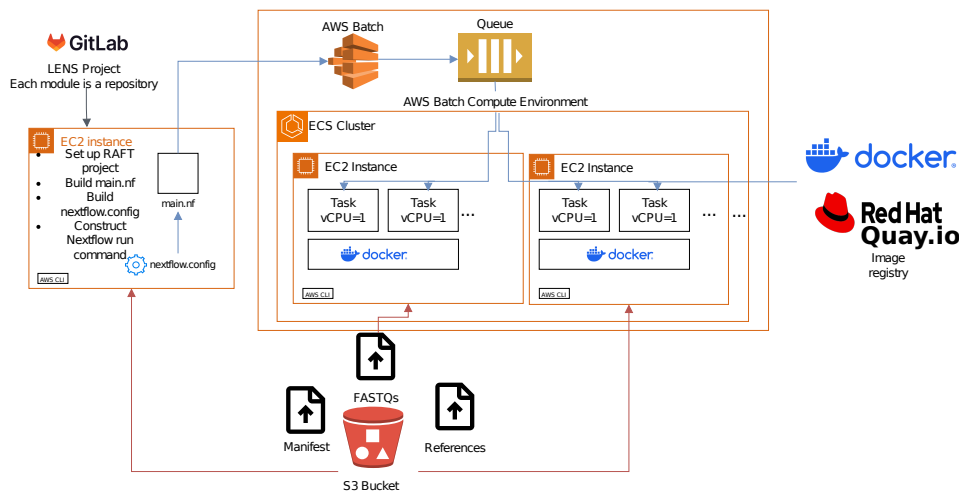 GitLab
LENS Project
Each module is a repository
EC2 instance
• Set up RAFT
project
• Build main.nf
• Build
nextflow.config
• Construct
Nextflow run
command
main.nf
nextflow.config
AWS CLI
AWS Batch
Queue
AWS Batch Compute Environment
ECS Cluster
EC2 Instance
Task
vCPU=1
Task
vCPU=1
...
docker
AWS CLI
EC2 Instance
Task
vCPU=1
Task
vCPU=1
...
...
docker
AWS CLI
docker
Red Hat
Quay.io
Image
registry
FASTQs
Manifest
References
S3 Bucket